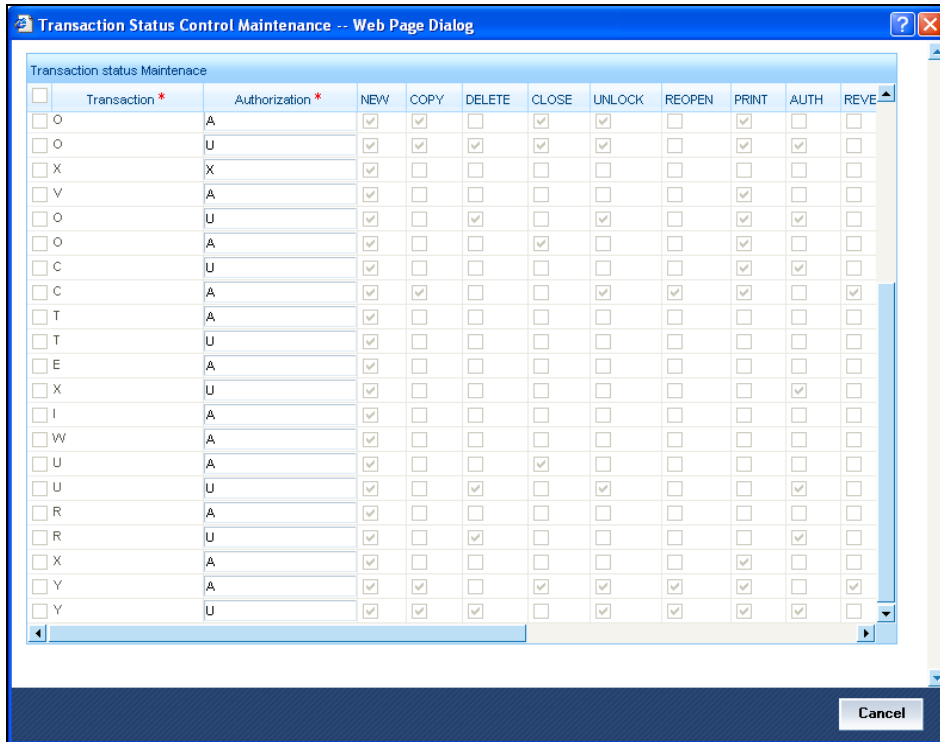 Transaction Status Control Maintenance -- Web Page Dialog
Transaction status Maintenace
Transaction * Authorization * NEW COPY DELETE CLOSE UNLOCK REOPEN PRINT AUTH REVE
O A
O U
X X
V A
O U
O A
C U
C A
T A
T U
E A
X U
I A
W A
U A
U U
R A
R U
X A
Y A
Y U
Cancel